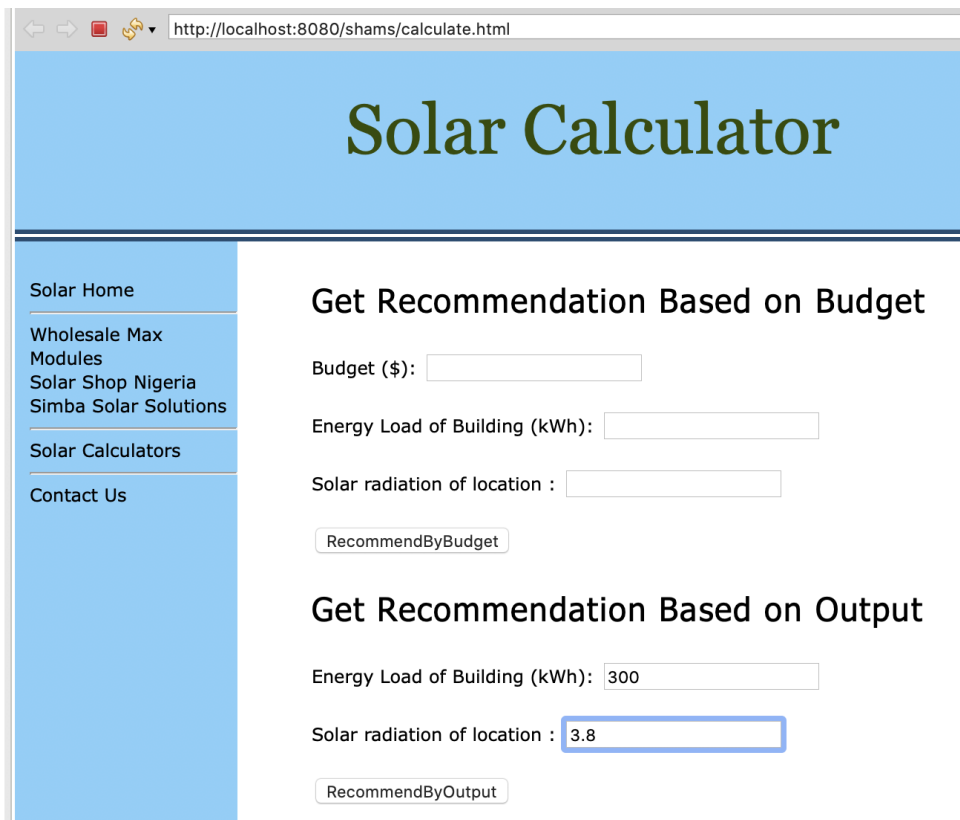 http://localhost:8080/shams/calculate.html
Solar Calculator
Solar Home
Wholesale Max
Modules
Solar Shop Nigeria
Simba Solar Solutions
Solar Calculators
Contact Us
Get Recommendation Based on Budget
Budget ($):
Energy Load of Building (kWh):
Solar radiation of location :
RecommendByBudget
Get Recommendation Based on Output
Energy Load of Building (kWh): 300
Solar radiation of location : 3.8
RecommendByOutput